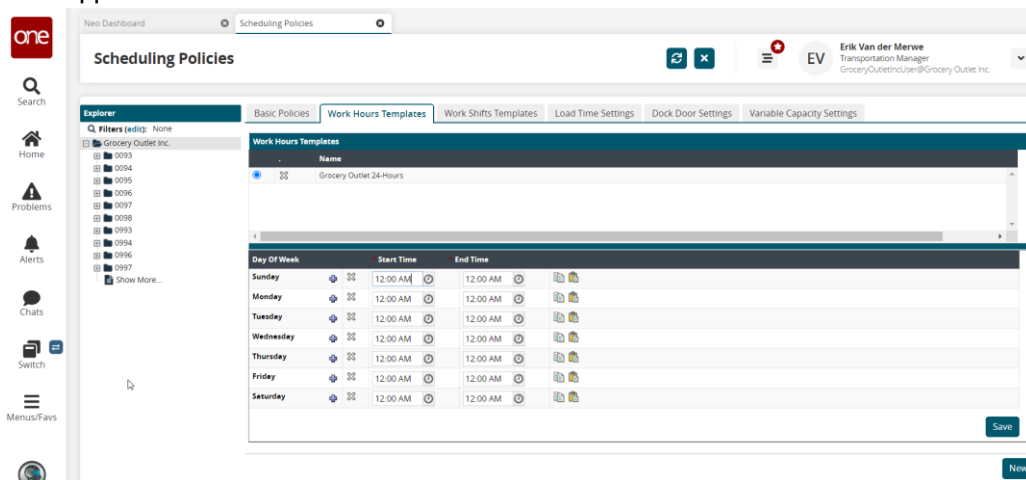 Neo Dashboard
Scheduling Policies
one
Scheduling Policies
EV
Erik Van der Merwe
Transportation Manager
GroceryOutletIncUser@Grocery Outlet Inc.
Search
Home
Problems
Alerts
Chats
Switch
Menus/Favs
Explorer
Filters (edit): None
Grocery Outlet Inc.
0093
0094
0095
0096
0097
0098
0993
0994
0996
0997
Show More...
Basic Policies Work Hours Templates Work Shifts Templates Load Time Settings Dock Door Settings Variable Capacity Settings
Work Hours Templates
. Name
Grocery Outlet 24-Hours
Day Of Week * Start Time * End Time
Sunday 12:00 AM 12:00 AM
Monday 12:00 AM 12:00 AM
Tuesday 12:00 AM 12:00 AM
Wednesday 12:00 AM 12:00 AM
Thursday 12:00 AM 12:00 AM
Friday 12:00 AM 12:00 AM
Saturday 12:00 AM 12:00 AM
Save
New